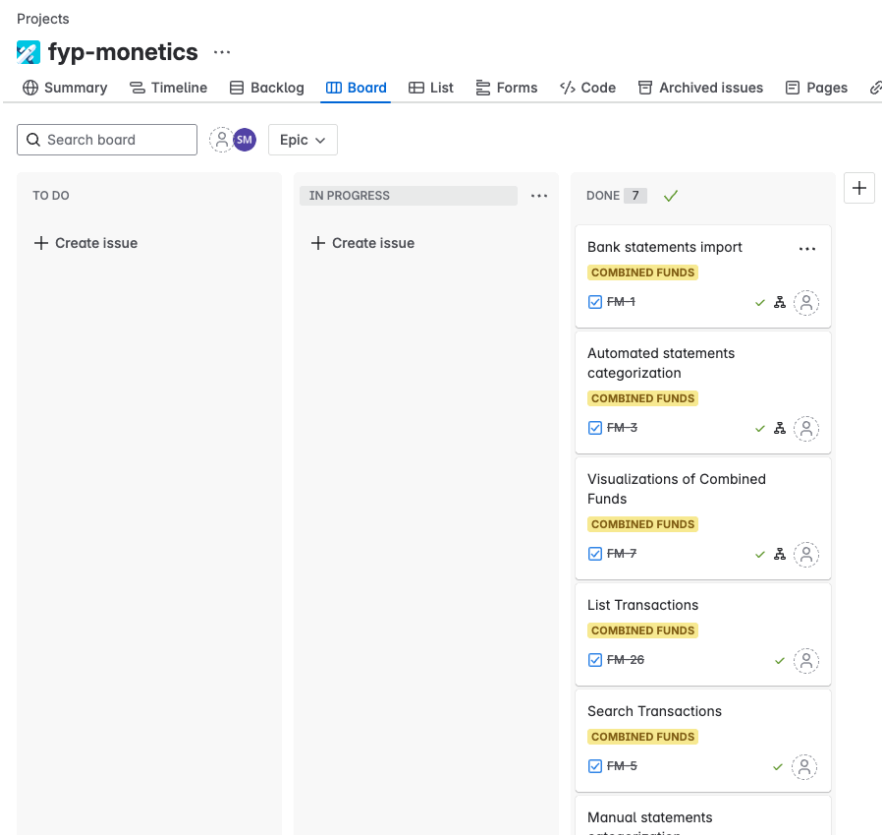 Projects
fyp-monetics
Summary Timeline Backlog Board List Forms Code Archived issues Pages
Search board SM Epic
TO DO
Create issue
IN PROGRESS
Create issue
DONE 7
Bank statements import
COMBINED FUNDS
FM-1
Automated statements
categorization
COMBINED FUNDS
FM-3
Visualizations of Combined
Funds
COMBINED FUNDS
FM-7
List Transactions
COMBINED FUNDS
FM-26
Search Transactions
COMBINED FUNDS
FM-5
Manual statements
categorization